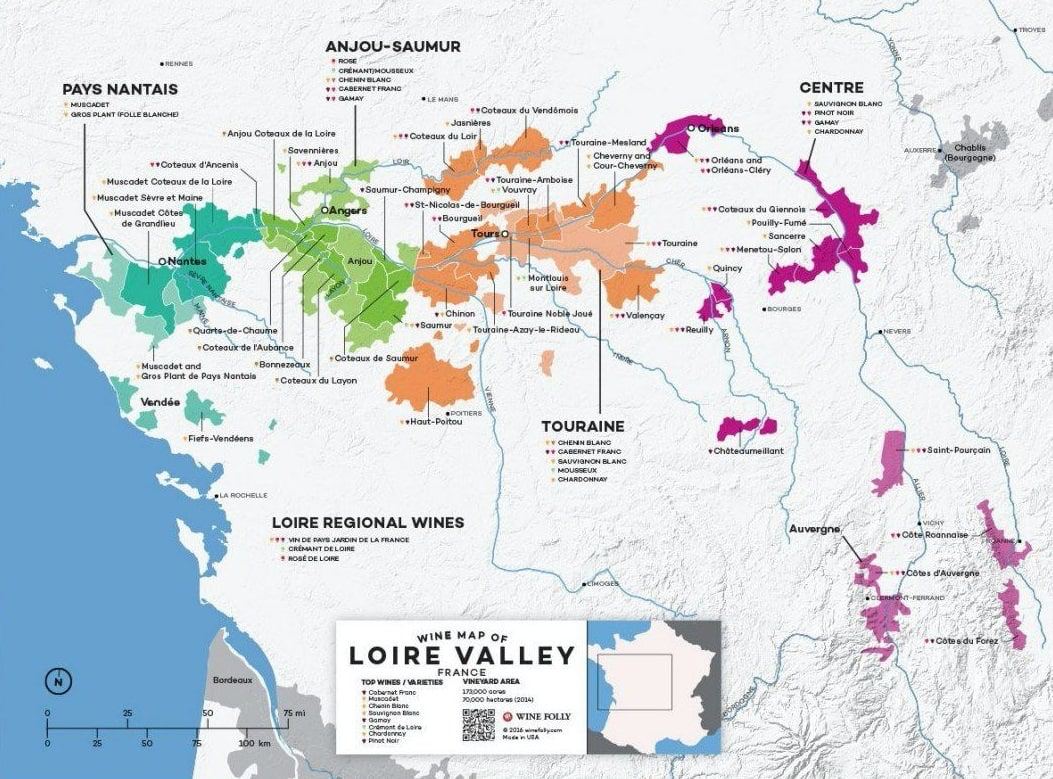 TROYES
YONNE
ANJOU-SAUMUR
ROSÉ
CRÉMANT/MOUSSEUX
CHENIN BLANC
CABERNET FRANC
GAMAY
RENNES
PAYS NANTAIS
MUSCADET
GROS PLANT (FOLLE BLANCHE)
LE MANS
CENTRE
SAUVIGNON BLANC
PINOT NOIR
GAMAY
CHARDONNAY
Coteaux du Vendômois
Jasnières
Coteaux du Loir
Anjou Coteaux de la Loire
Savennières
Anjou
Orléans
Touraine-Mesland
Cheverny and
Cour-Cheverny
AUXERRE
Chablis
(Bourgogne)
Coteaux d'Ancenis
LOIR
Orléans and
Orléans-Cléry
Muscadet Coteaux de la Loire
Saumur-Champigny
Touraine-Amboise
Vouvray
Muscadet Sèvre et Maine
St-Nicolas-de-Bourgueil
Muscadet Côtes
de Grandlieu
Angers
Bourgueil
Coteaux du Giennois
Pouilly-Fumé
Tours
LOIRE
Sancerre
Touraine
Menetou-Salon
Nantes
Anjou
CHER
Quincy
SÈVRE NANTAISE
LAYON
Montlouis
sur Loire
MAINE
Chinon
Touraine Noble Joué
Valençay
BOURGES
Quarts-de-Chaume
Saumur
Touraine-Azay-le-Rideau
Reuilly
ARNON
NEVERS
Coteaux de l'Aubance
Coteaux de Saumur
INDRE
Bonnezeaux
Muscadet and
Gros Plant de Pays Nantais
Coteaux du Layon
VIENNE
Vendée
POITIERS
Haut-Poitou
TOURAINE
CHENIN BLANC
CABERNET FRANC
SAUVIGNON BLANC
MOUSSEUX
CHARDONNAY
Fiefs-Vendéens
Châteaumeillant
Saint-Pourçain
LOIRE
ALLIER
LA ROCHELLE
LOIRE REGIONAL WINES
VIN DE PAYS JARDIN DE LA FRANCE
CRÉMANT DE LOIRE
ROSÉ DE LOIRE
Auvergne
VICHY
Côte Roannaise
ROANNE
Côtes d'Auvergne
LIMOGES
CLERMONT-FERRAND
Côtes du Forez
WINE MAP OF
LOIRE VALLEY
FRANCE
TOP WINES / VARIETIES
Cabernet Franc
Muscadet
Chenin Blanc
Sauvignon Blanc
Gamay
Crémant de Loire
Chardonnay
Pinot Noir
VINEYARD AREA
173,000 acres
70,000 hectares (2014)
WINE FOLLY
© 2016 winefolly.com
Made in USA
Bordeaux
DORDOGNE
N
0 25 50 75 mi
0 25 50 75 100 km